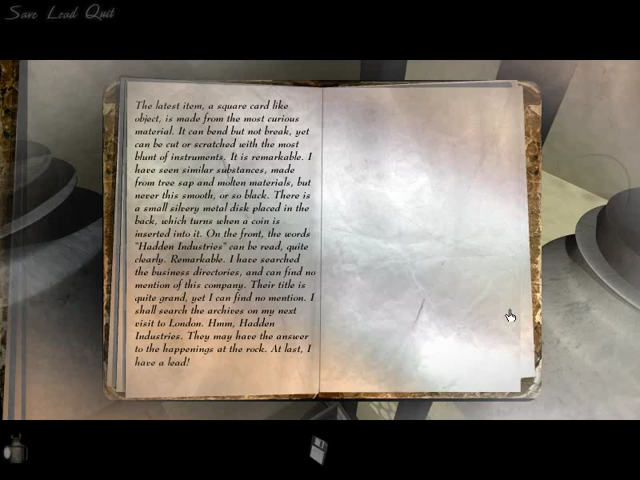 Save Load Quit
The latest item, a square card like
object, is made from the most curious
material. It can bend but not break, yet
can be cut or scratched with the most
blunt of instruments. It is remarkable. I
have seen similar substances, made
from tree sap and molten materials, but
never this smooth, or so black. There is
a small silvery metal disk placed in the
back, which turns when a coin is
inserted into it. On the front, the words
"Hadden Industries" can be read, quite
clearly. Remarkable. I have searched
the business directories, and can find no
mention of this company. Their title is
quite grand, yet I can find no mention. I
shall search the archives on my next
visit to London. Hmm, Hadden
Industries. They may have the answer
to the happenings at the rock. At last, I
have a lead!